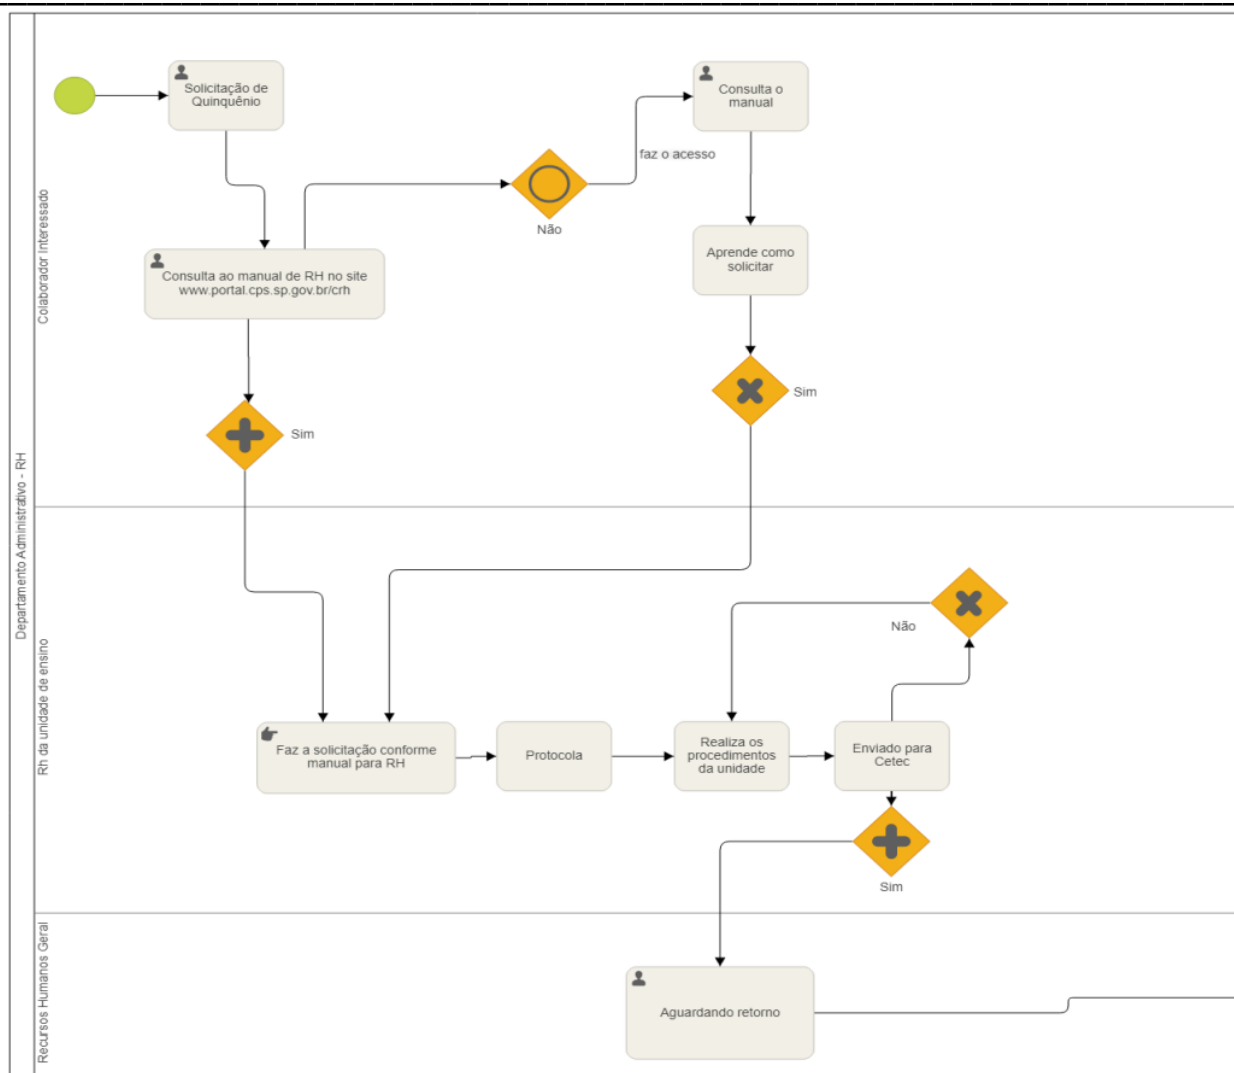 Departamento Administrativo - RH
Colaborador Interessado
Solicitação de
Quinquênio
Consulta o
manual
faz o acesso
Não
Consulta ao manual de RH no site
www.portal.cps.sp.gov.br/crh
Aprende como
solicitar
Sim
Sim
Rh da unidade de ensino
Não
Faz a solicitação conforme
manual para RH
Protocola
Realiza os
procedimentos
da unidade
Enviado para
Cetec
Sim
Recursos Humanos Geral
Aguardando retorno